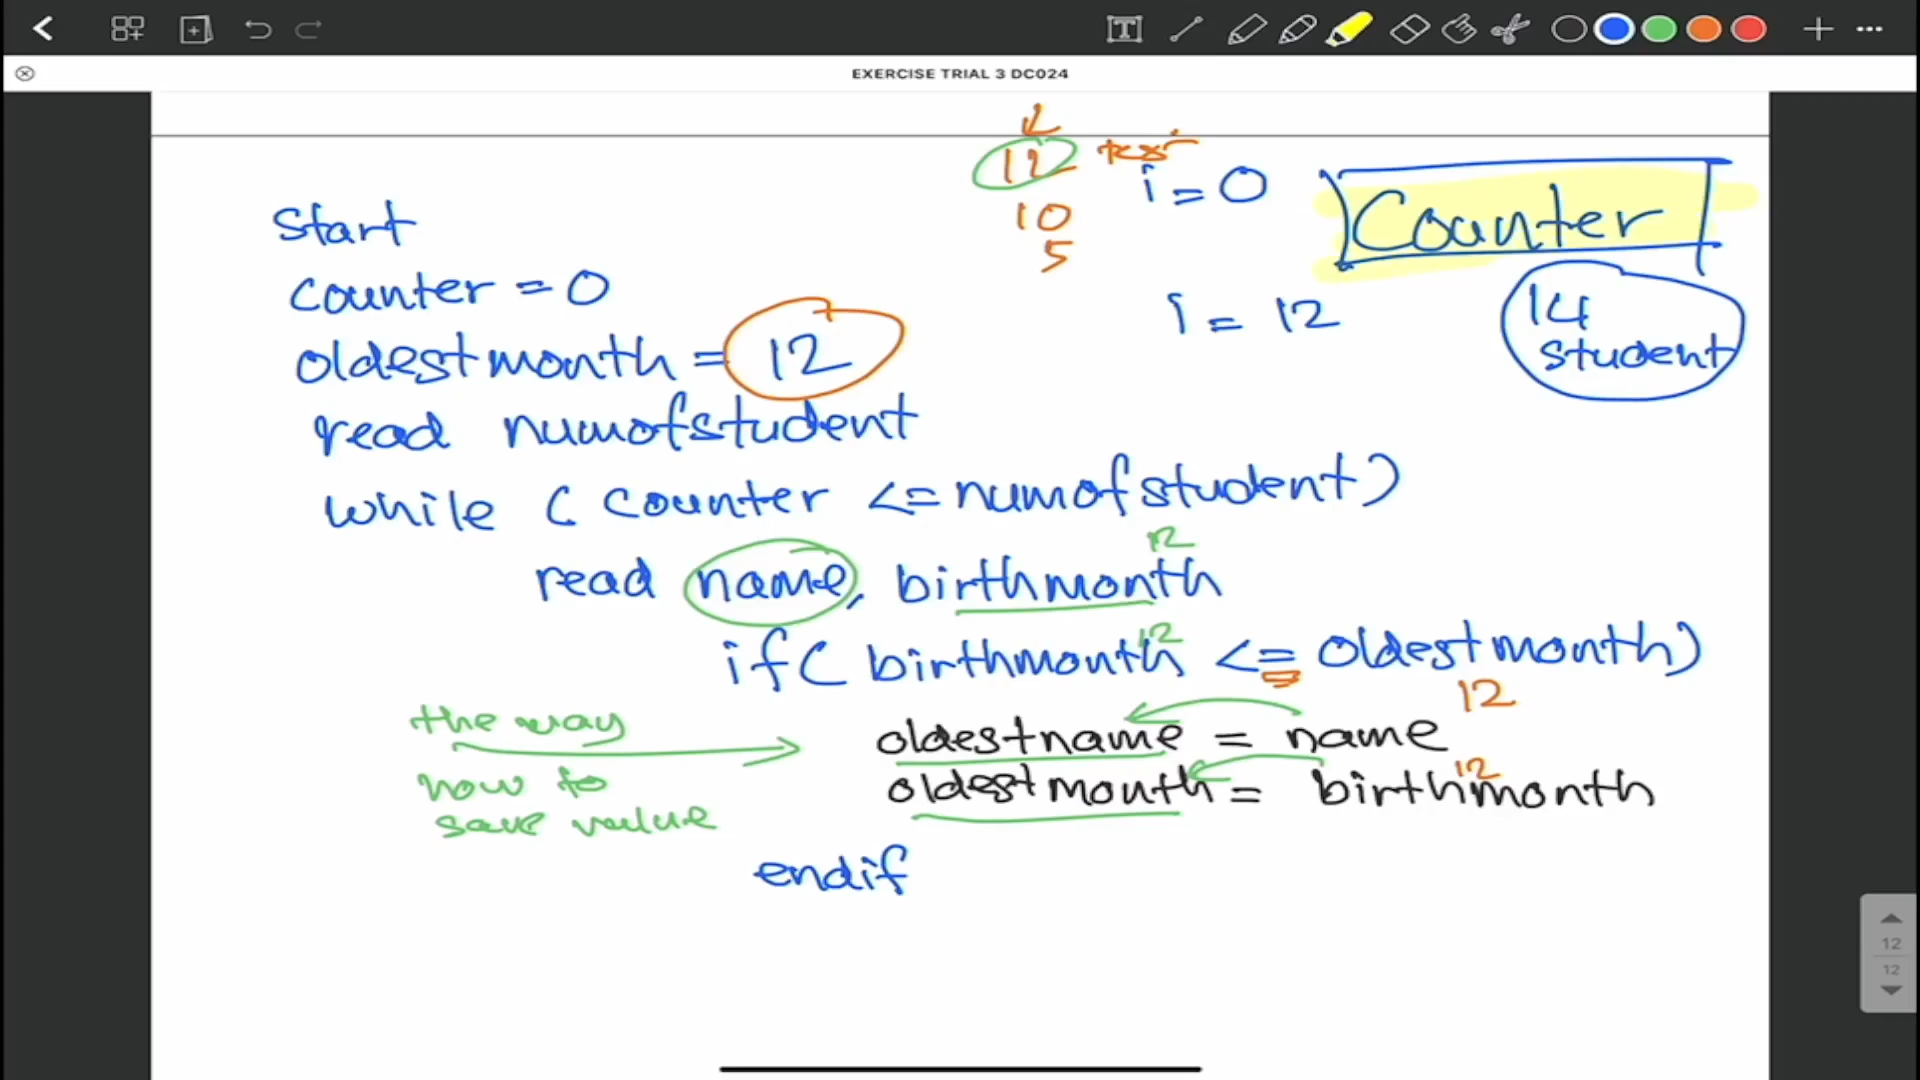 EXERCISE TRIAL 3 DC024
12
10
5
i = 0
Counter
i = 12
14
student
start
counter = 0
oldestmonth = 12
read numofstudent
while ( counter <= numofstudent)
read name, birthmonth
12
if ( birthmonth <= oldestmonth)
12
12
oldestname = name
oldestmonth = birthmonth
12
the way
how to
save value
endif
12
12